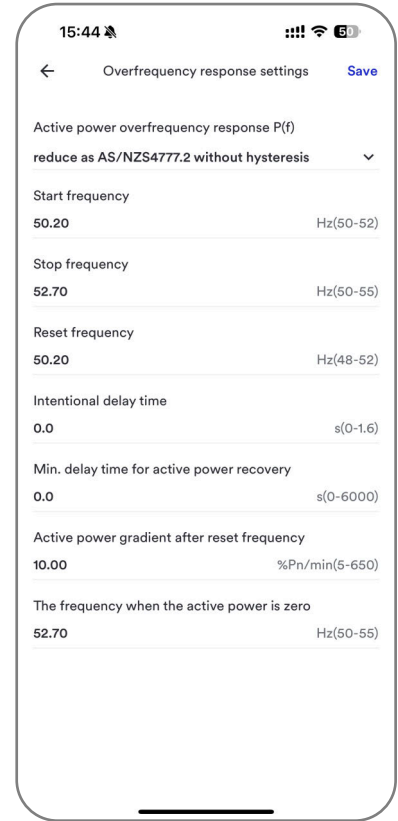 15:44
50
Overfrequency response settings Save
Active power overfrequency response P(f)
reduce as AS/NZS4777.2 without hysteresis
Start frequency
50.20 Hz(50-52)
Stop frequency
52.70 Hz(50-55)
Reset frequency
50.20 Hz(48-52)
Intentional delay time
0.0 s(0-1.6)
Min. delay time for active power recovery
0.0 s(0-6000)
Active power gradient after reset frequency
10.00 %Pn/min(5-650)
The frequency when the active power is zero
52.70 Hz(50-55)